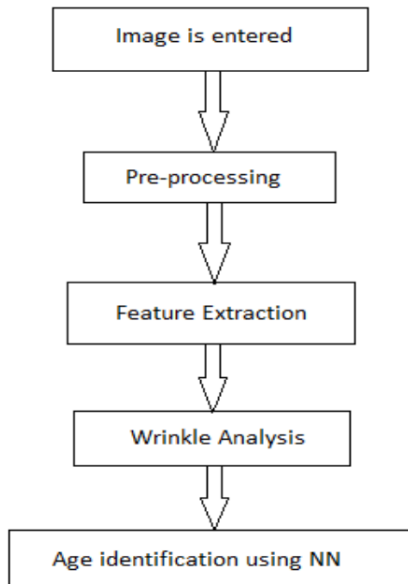 Image is entered
Pre-processing
Feature Extraction
Wrinkle Analysis
Age identification using NN